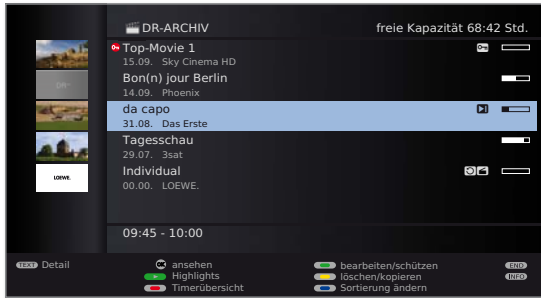 DR-ARCHIV freie Kapazität 68:42 Std.
Top-Movie 1
15.09. Sky Cinema HD
Bon(n) jour Berlin
14.09. Phoenix
da capo
31.08. Das Erste
Tagesschau
29.07. 3sat
Individual
00.00. LOEWE.
DR+
LOEWE.
09:45 - 10:00
TEXT Detail
OK ansehen
Highlights
Timerübersicht
bearbeiten/schützen
löschen/kopieren
Sortierung ändern
END
INFO